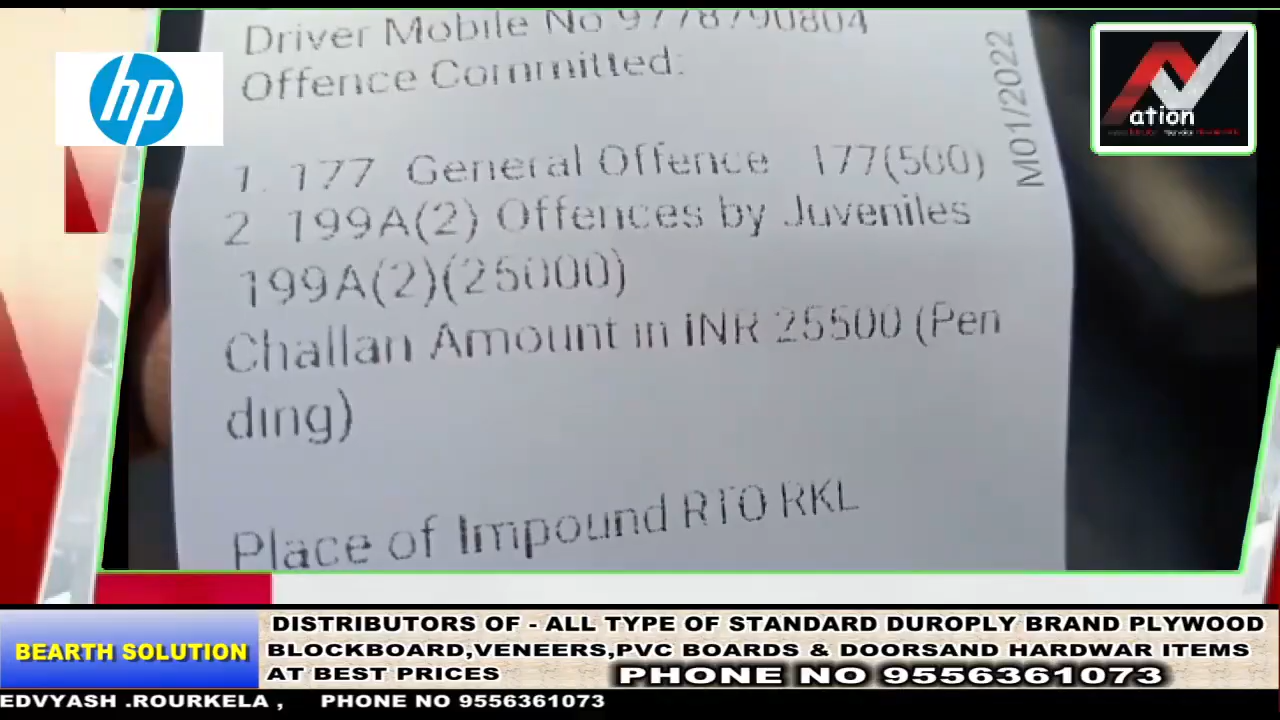 Driver Mobile No 9778790804
Offence Committed:
1. 177 General Offence 177(500)
2 199A(2) Offences by Juveniles
199A(2)(25000)
Challan Amount in INR 25500 (Pen
ding)
Place of Impound RTO RKL
M01/2022
hp
Nation
BEARTH SOLUTION
DISTRIBUTORS OF - ALL TYPE OF STANDARD DUROPLY BRAND PLYWOOD
BLOCKBOARD,VENEERS,PVC BOARDS & DOORSAND HARDWAR ITEMS
AT BEST PRICES PHONE NO 9556361073
EDVYASH .ROURKELA , PHONE NO 9556361073